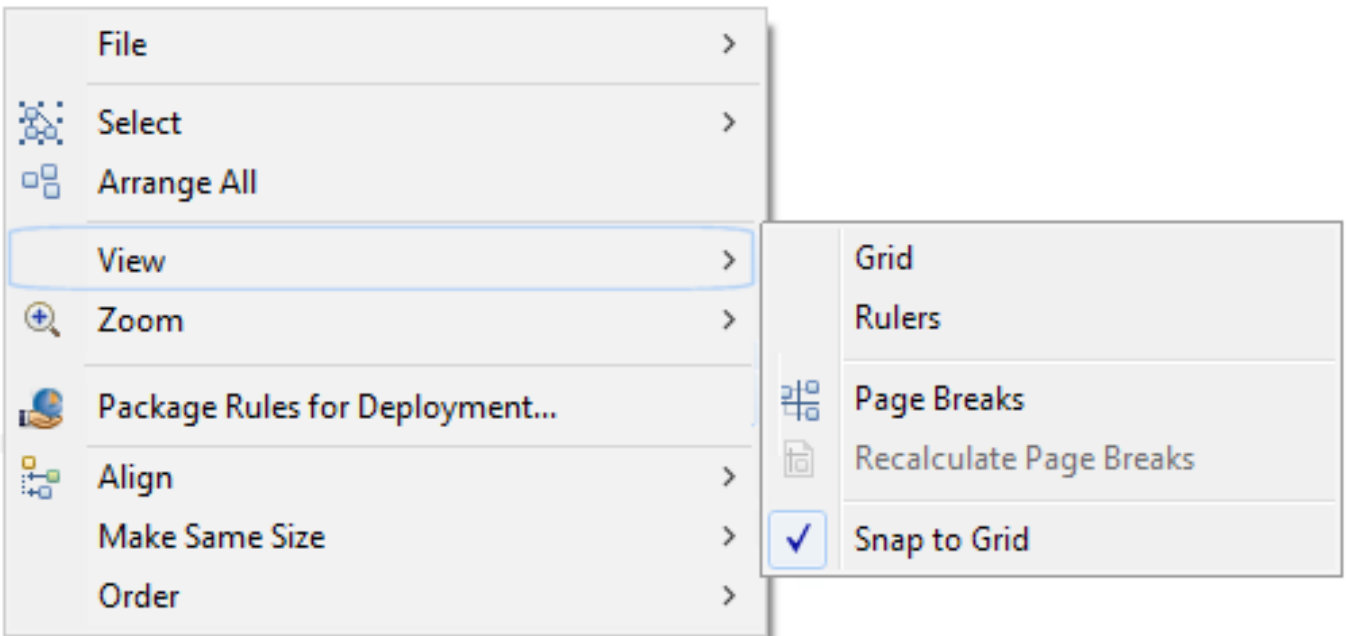 File
Select
Arrange All
View
Zoom
Package Rules for Deployment...
Align
Make Same Size
Order
Grid
Rulers
Page Breaks
Recalculate Page Breaks
Snap to Grid